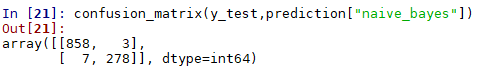 In [21]: confusion_matrix(y_test,prediction["naive_bayes"])
Out[21]:
array([[858,   3],
       [  7, 278]], dtype=int64)